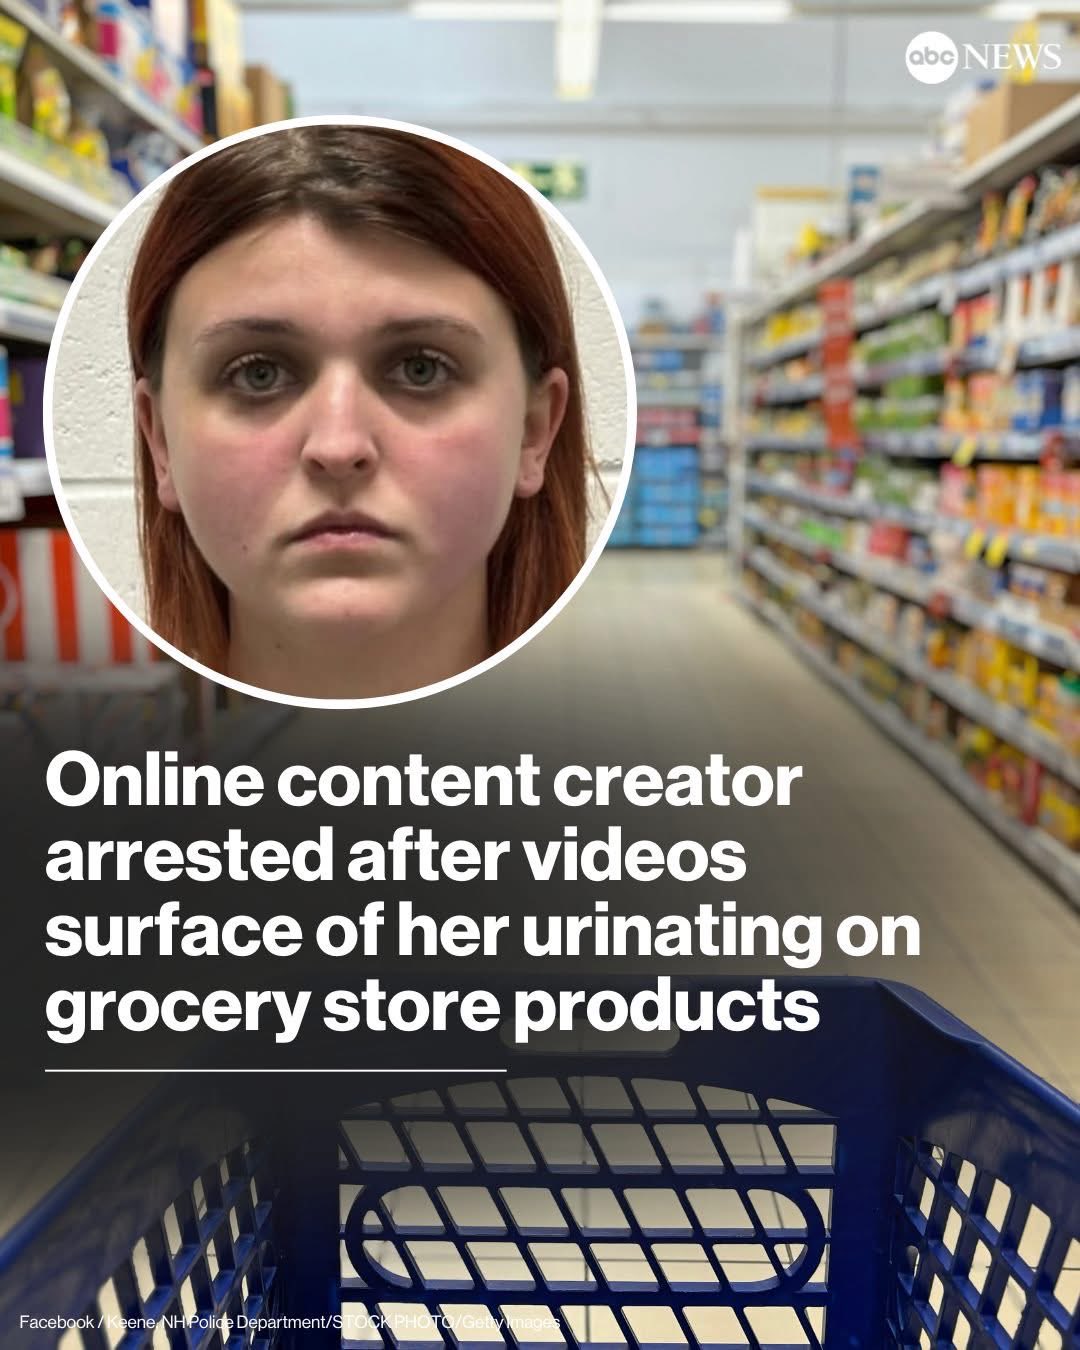 abc NEWS
Online content creator
arrested after videos
surface of her urinating on
grocery store products
Facebook / Keene, NH Police Department/STOCK PHOTO/Getty Images